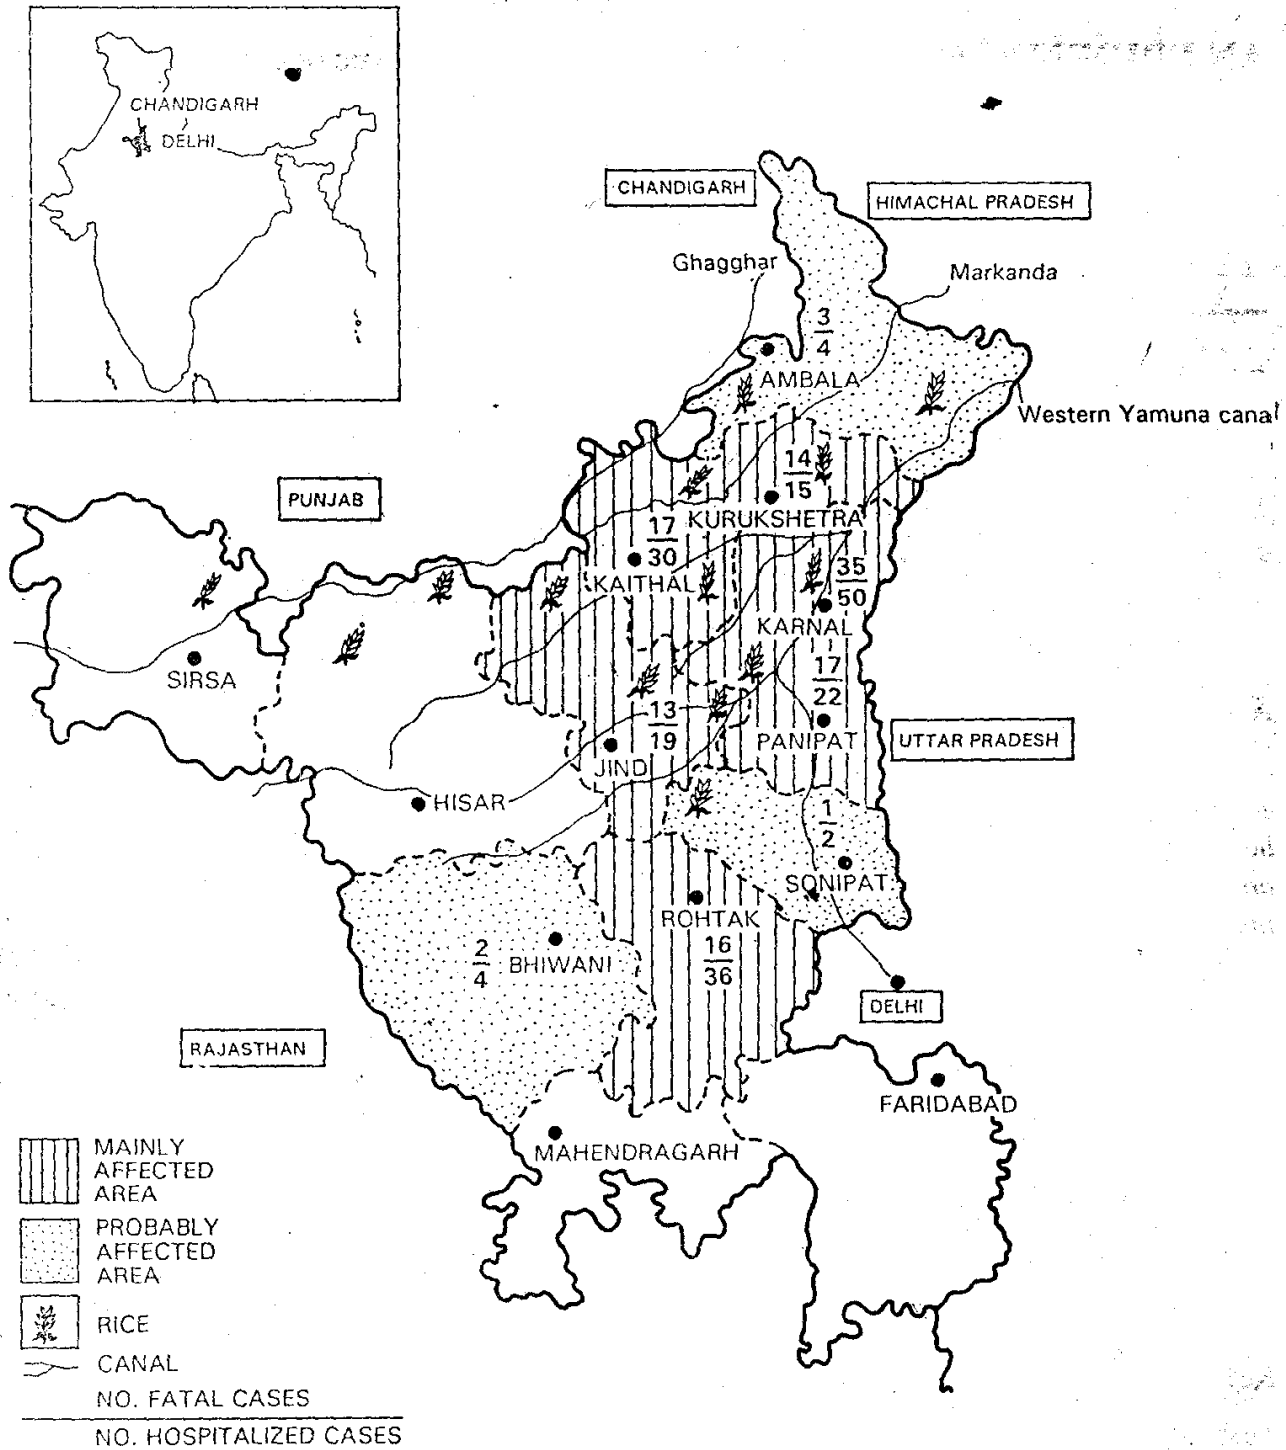 CHANDIGARH
DELHI
CHANDIGARH
HIMACHAL PRADESH
Ghagghar
Markanda
3
4
AMBALA
Western Yamuna canal
14
15
PUNJAB
KURUKSHETRA
17
30
KAITHAL
35
50
KARNAL
SIRSA
17
22
13
19
PANIPAT
UTTAR PRADESH
JIND
HISAR
1
2
SONIPAT
ROHTAK
16
36
2
4
BHIWANI
DELHI
RAJASTHAN
FARIDABAD
MAHENDRAGARH
MAINLY
AFFECTED
AREA
PROBABLY
AFFECTED
AREA
RICE
CANAL
NO. FATAL CASES
NO. HOSPITALIZED CASES